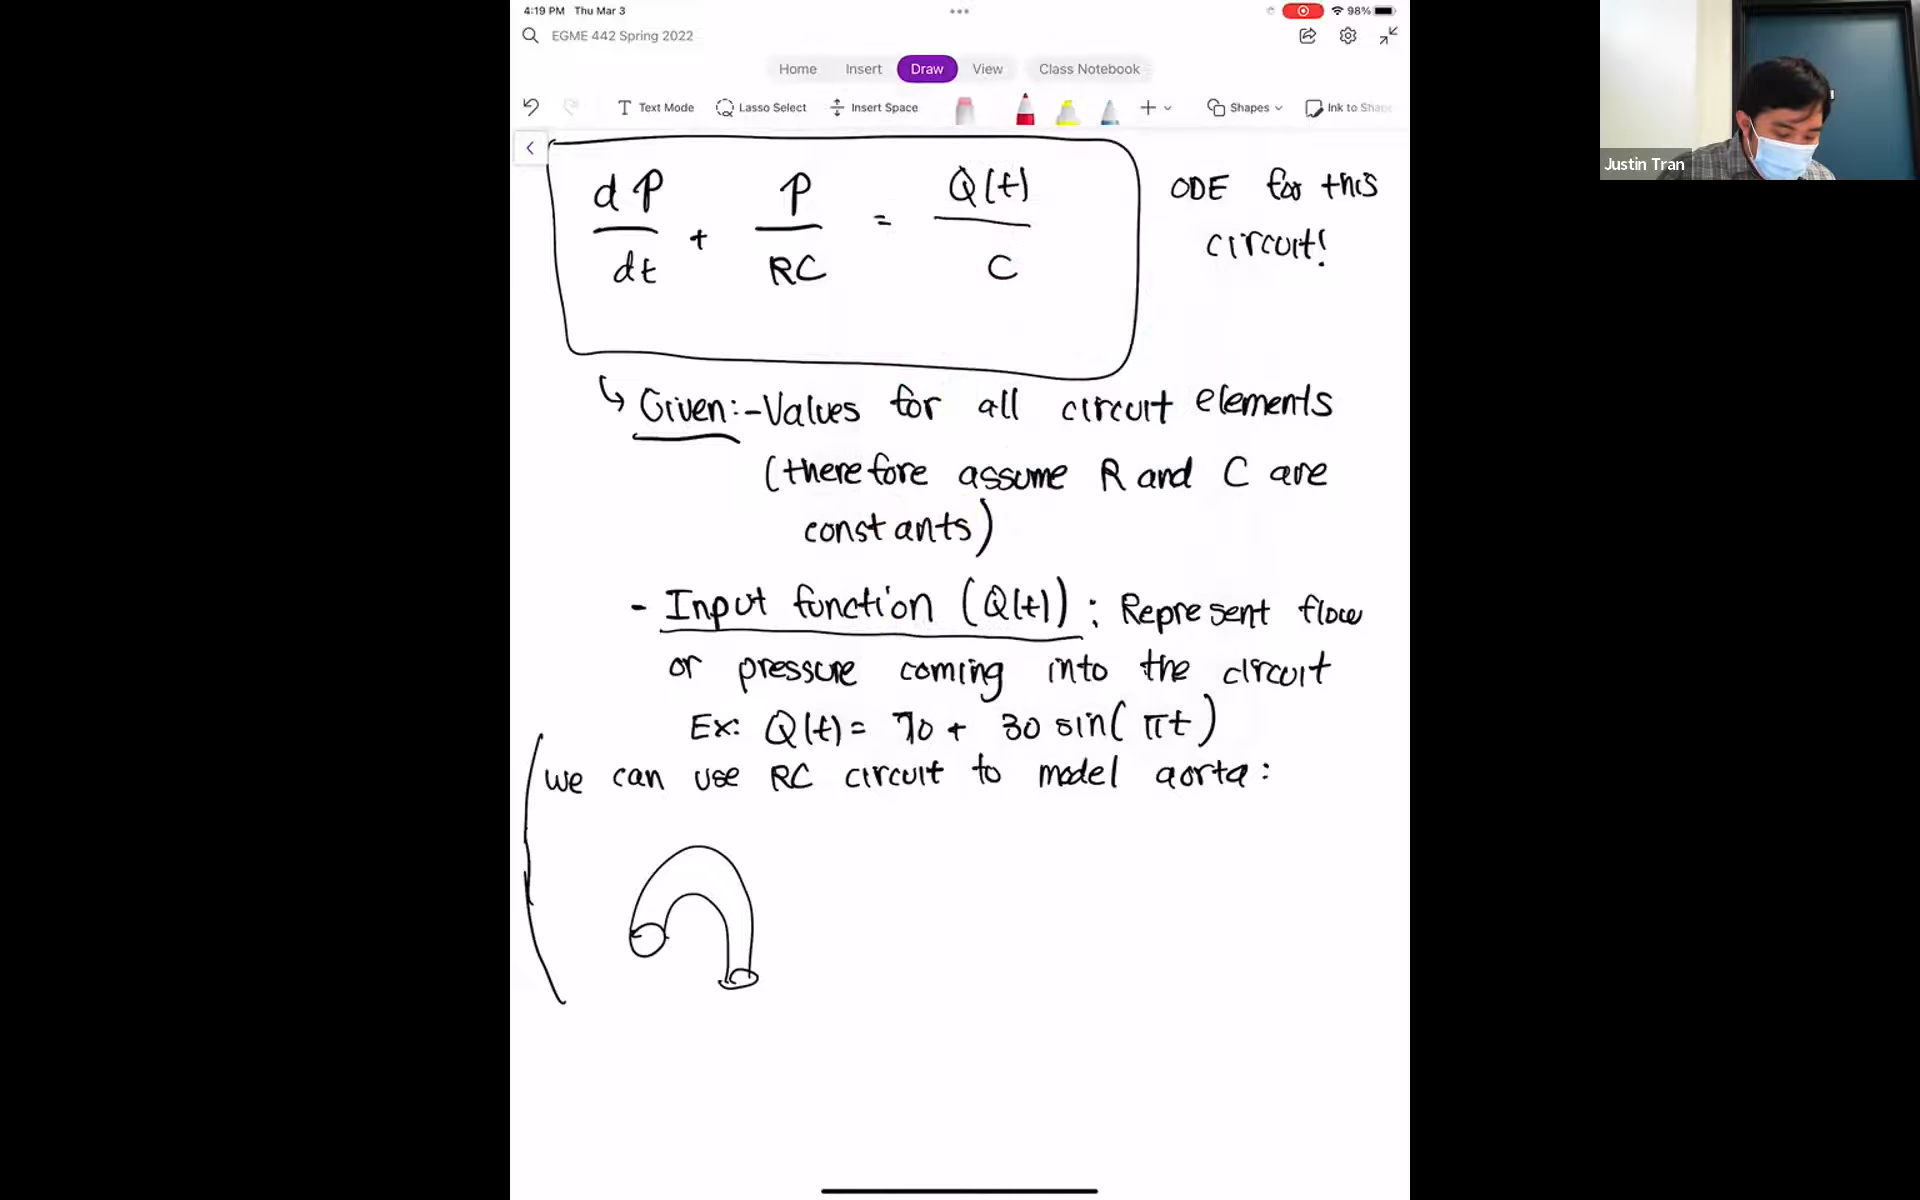 4:19 PM Thu Mar 3
98%
EGME 442 Spring 2022
Home Insert Draw View Class Notebook
Text Mode Lasso Select Insert Space Shapes Ink to Shape
Justin Tran
dP/dt + P/RC = Q(t)/C
ODE for this
circuit!
Given: - Values for all circuit elements
(therefore assume R and C are
constants)
- Input function (Q(t)) : Represent flow
or pressure coming into the circuit
Ex: Q(t) = 70 + 30 sin(πt)
we can use RC circuit to model aorta: